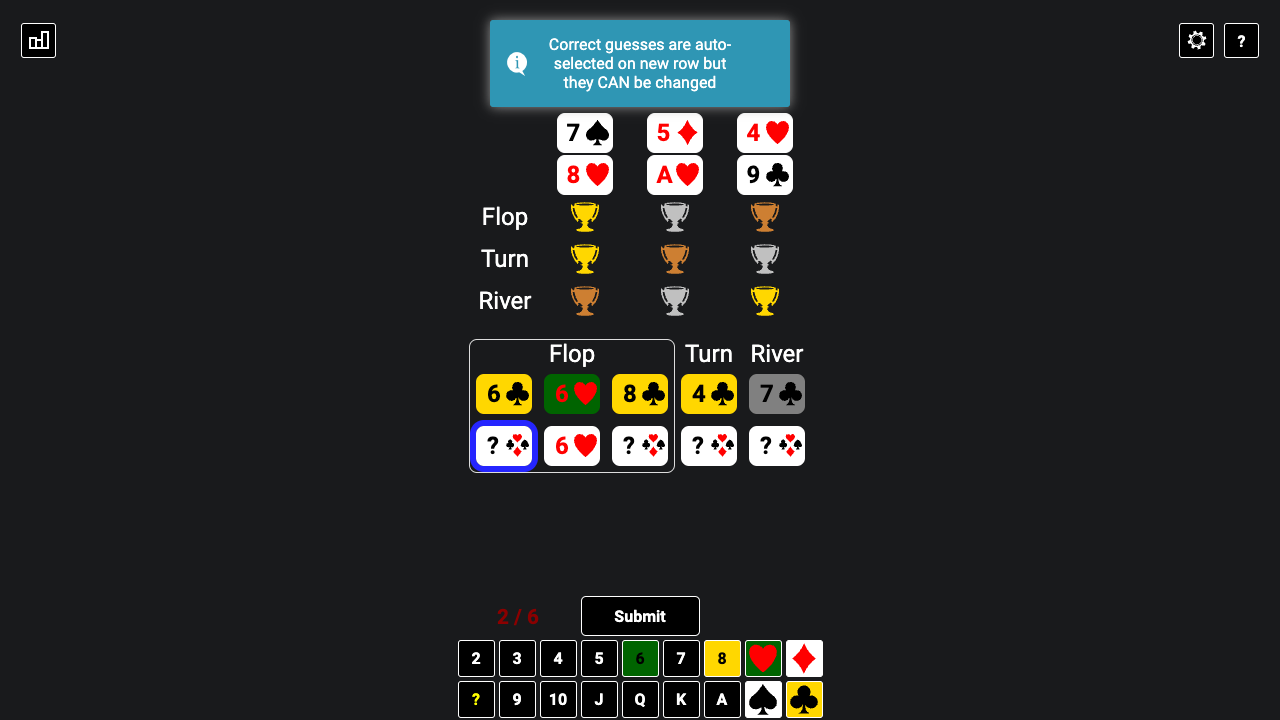 Correct guesses are auto-
selected on new row but
they CAN be changed
?
7 5 4
8 A 9
Flop
Turn
River
Flop Turn River
6 6 8 4 7
? 6 ? ? ?
2 / 6 Submit
2 3 4 5 6 7 8
? 9 10 J Q K A